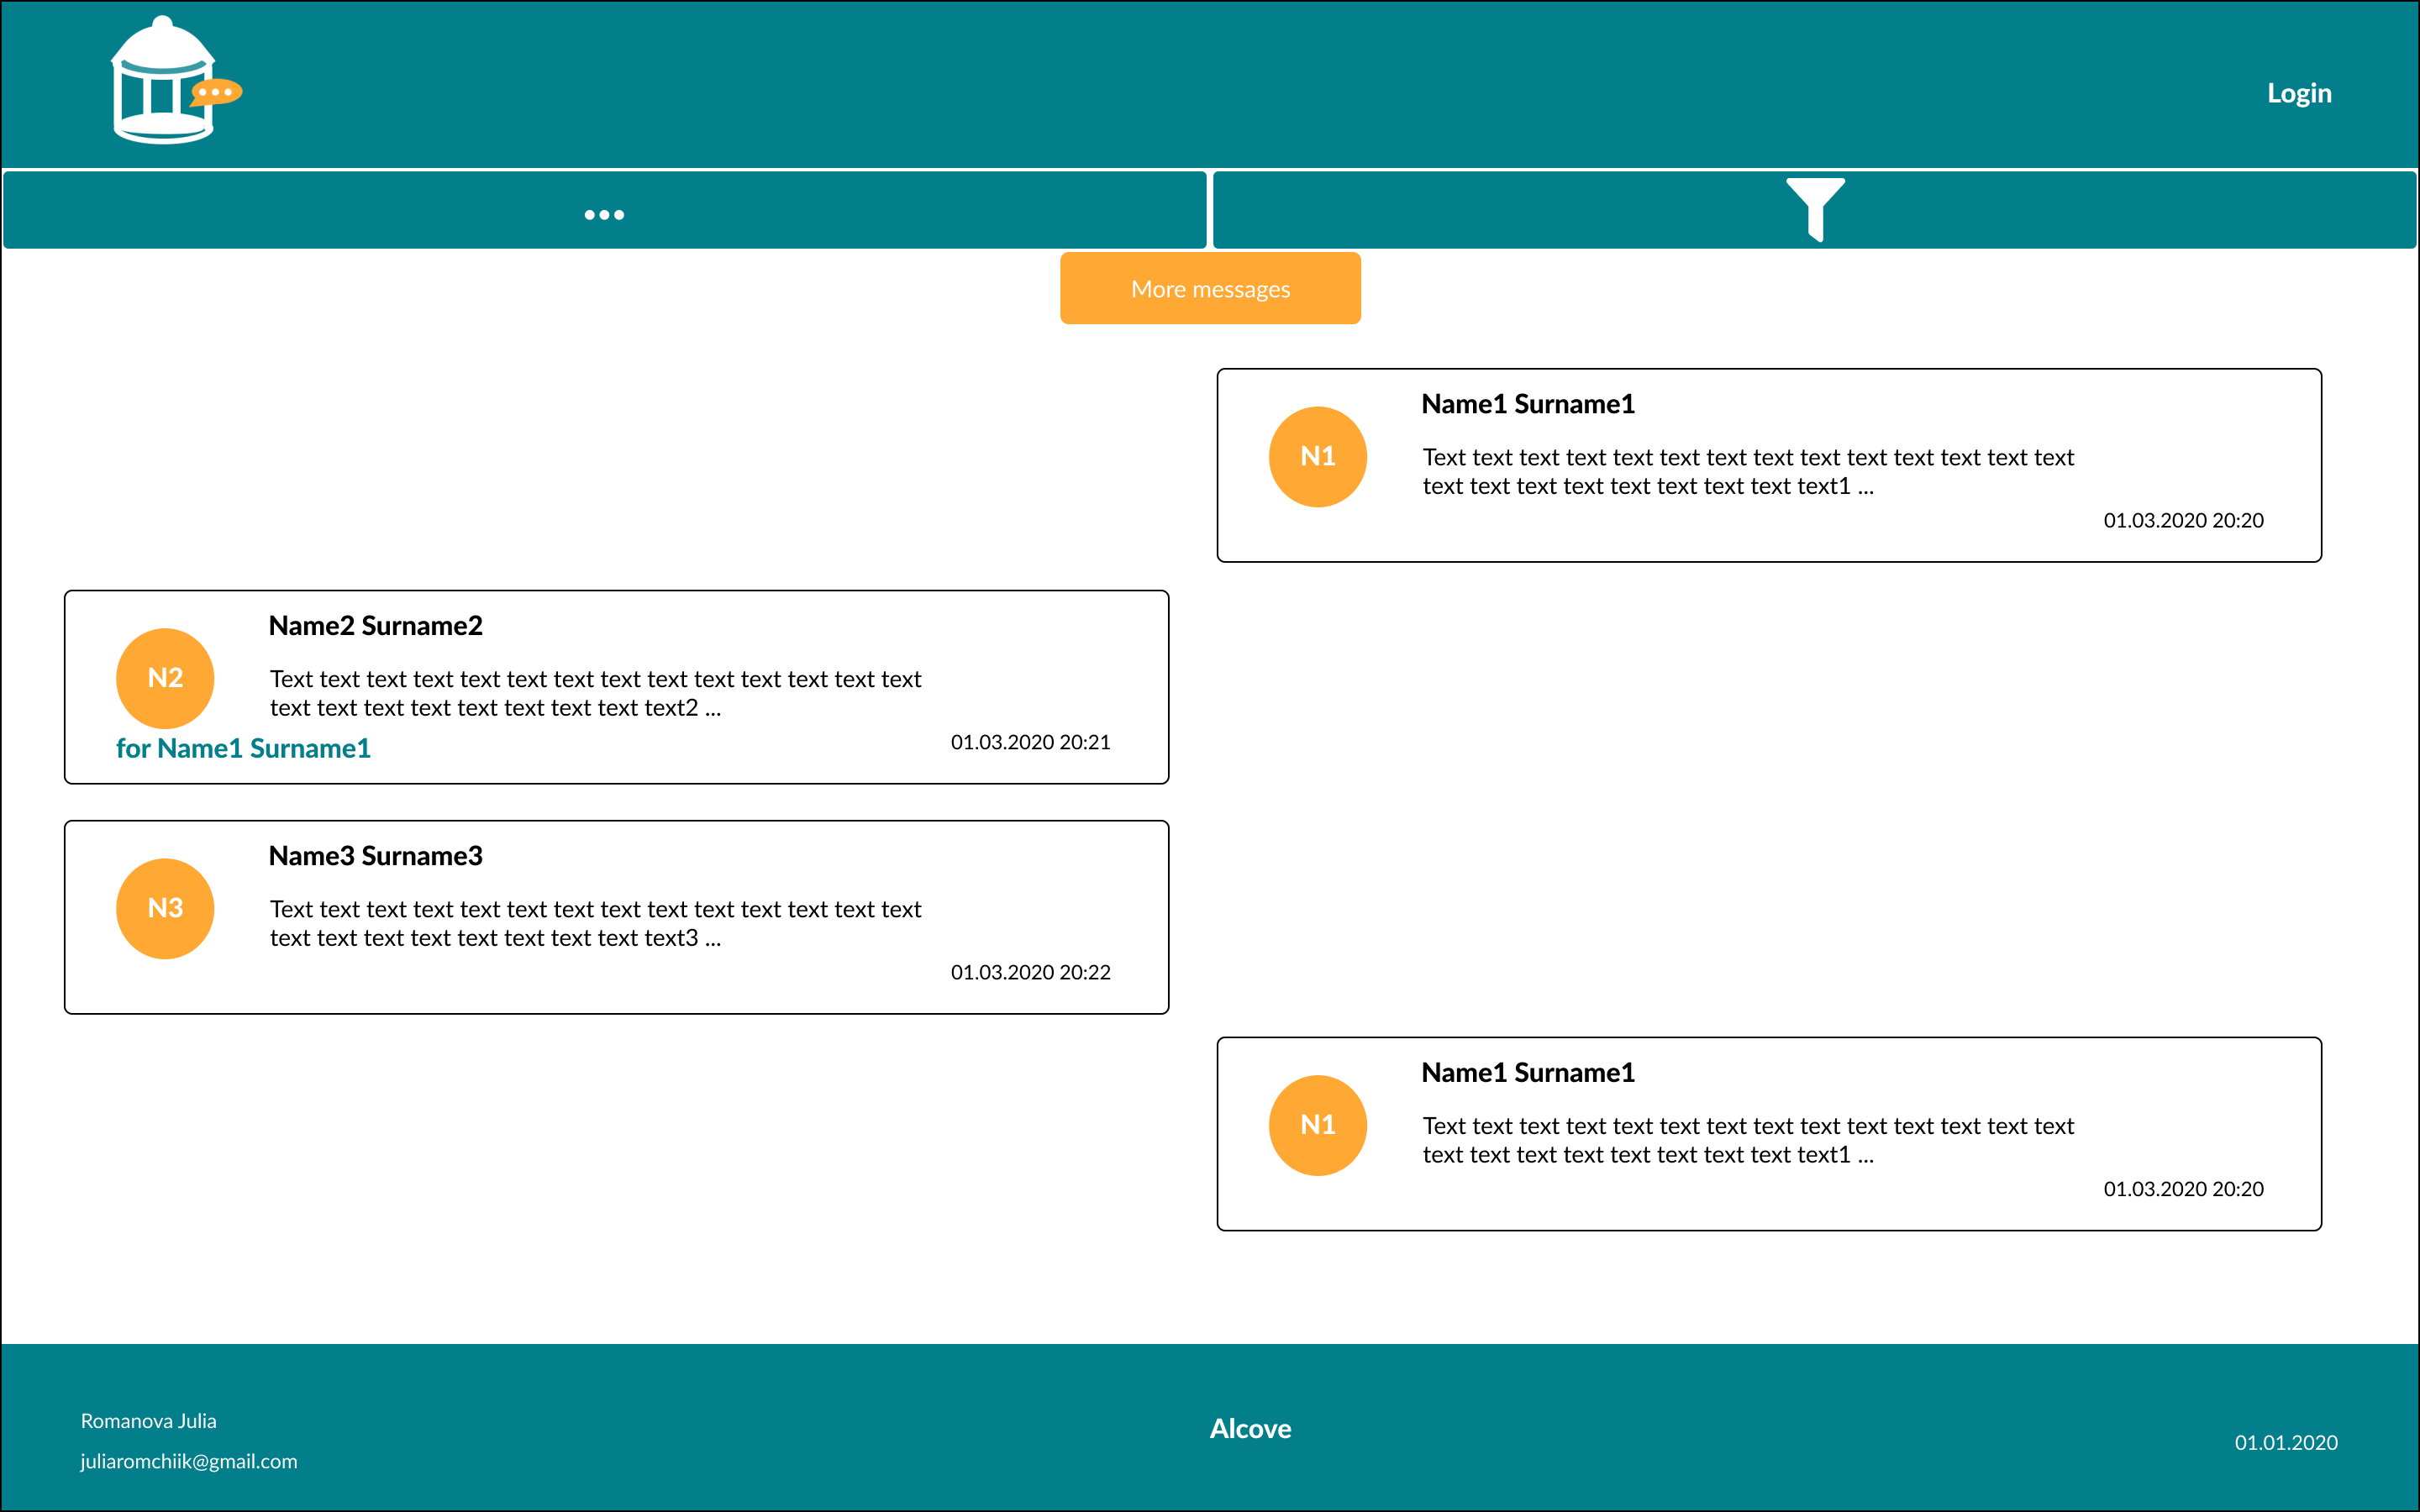 Login
More messages
Name1 Surname1
N1
Text text text text text text text text text text text text text text
text text text text text text text text text1 ...
01.03.2020 20:20
Name2 Surname2
N2
Text text text text text text text text text text text text text text
text text text text text text text text text2 ...
for Name1 Surname1
01.03.2020 20:21
Name3 Surname3
N3
Text text text text text text text text text text text text text text
text text text text text text text text text3 ...
01.03.2020 20:22
Name1 Surname1
N1
Text text text text text text text text text text text text text text
text text text text text text text text text1 ...
01.03.2020 20:20
Romanova Julia
Alcove
juliaromchiik@gmail.com
01.01.2020